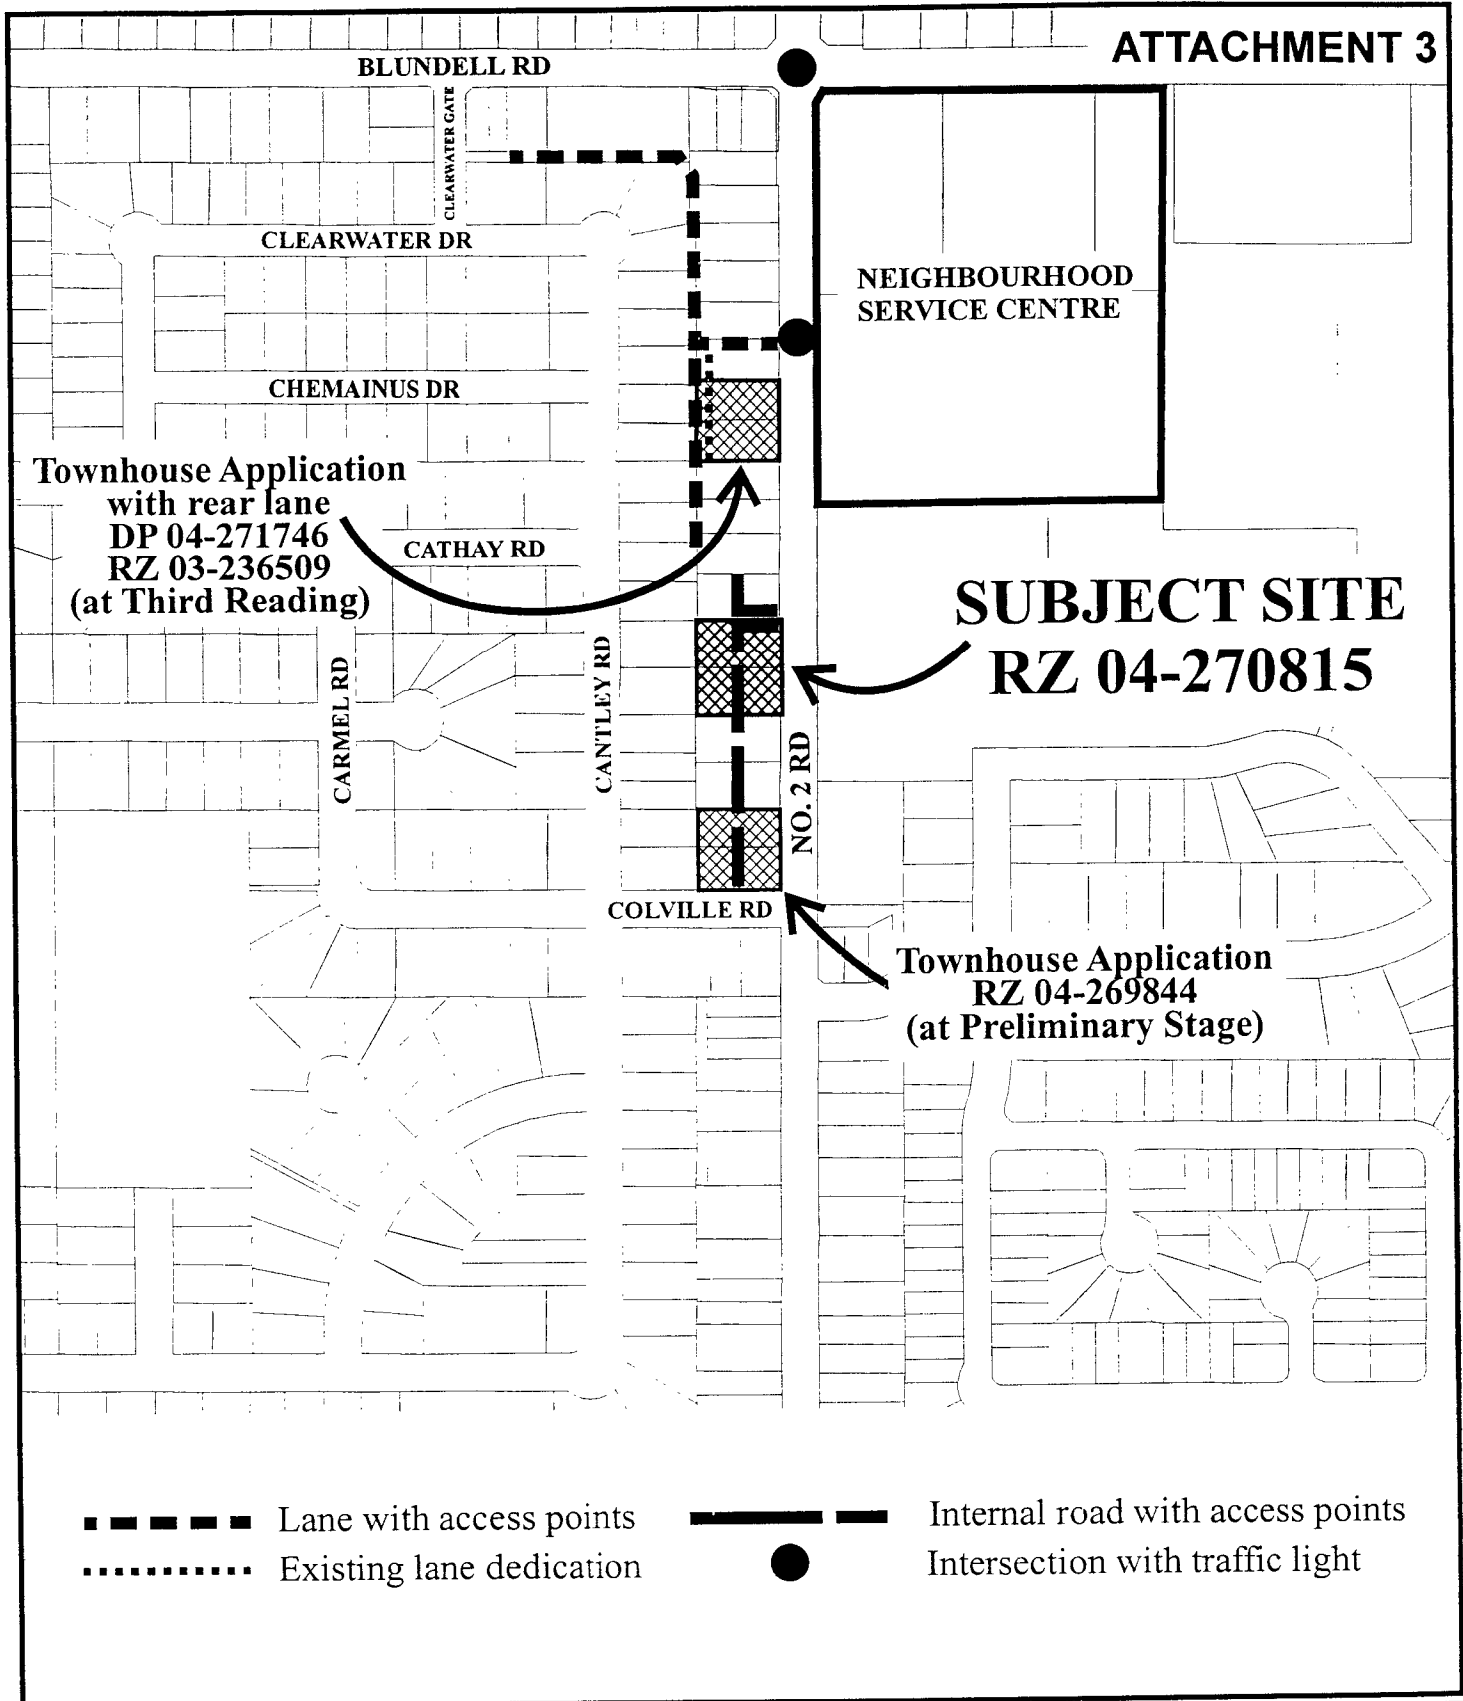 ATTACHMENT 3
BLUNDELL RD
CLEARWATER GATE
CLEARWATER DR
NEIGHBOURHOOD
SERVICE CENTRE
CHEMAINUS DR
Townhouse Application
with rear lane
DP 04-271746
RZ 03-236509
(at Third Reading)
CATHAY RD
SUBJECT SITE
RZ 04-270815
CARMEL RD
CANTLEY RD
NO. 2 RD
COLVILLE RD
Townhouse Application
RZ 04-269844
(at Preliminary Stage)
Lane with access points
Internal road with access points
Existing lane dedication
Intersection with traffic light